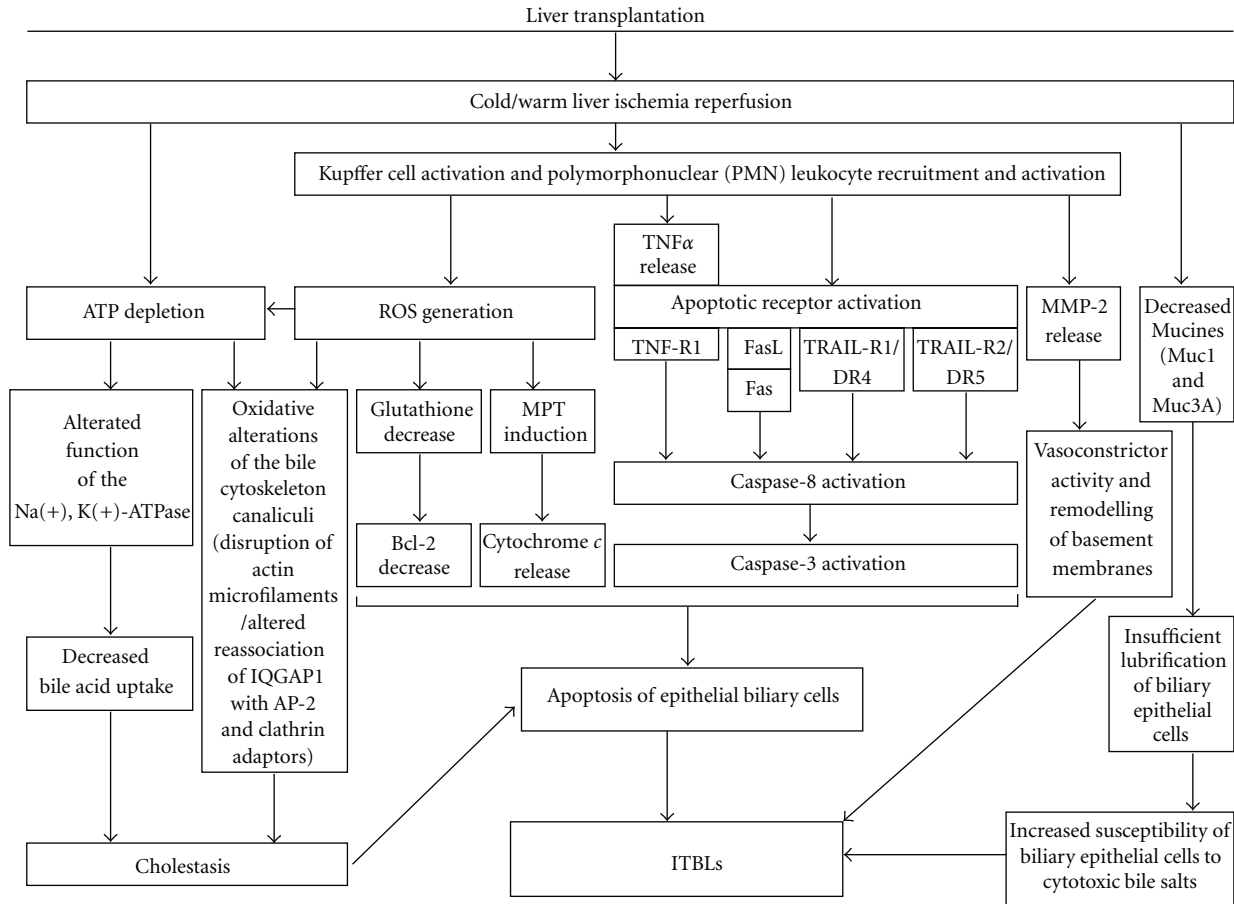 Liver transplantation
Cold/warm liver ischemia reperfusion
Kupffer cell activation and polymorphonuclear (PMN) leukocyte recruitment and activation
TNFα
release
ATP depletion
ROS generation
Apoptotic receptor activation
TNF-R1
FasL
Fas
TRAIL-R1/
DR4
TRAIL-R2/
DR5
MMP-2
release
Decreased
Mucines
(Muc1
and
Muc3A)
Alterated
function
of the
Na(+), K(+)-ATPase
Oxidative
alterations
of the bile
cytoskeleton
canaliculi
(disruption of
actin
microfilaments
/altered
reassociation
of IQGAP1
with AP-2
and clathrin
adaptors)
Glutathione
decrease
MPT
induction
Caspase-8 activation
Vasoconstrictor
activity and
remodelling
of basement
membranes
Bcl-2
decrease
Cytochrome c
release
Caspase-3 activation
Decreased
bile acid uptake
Apoptosis of epithelial biliary cells
Insufficient
lubrification
of biliary
epithelial
cells
Cholestasis
ITBLs
Increased susceptibility of
biliary epithelial cells to
cytotoxic bile salts